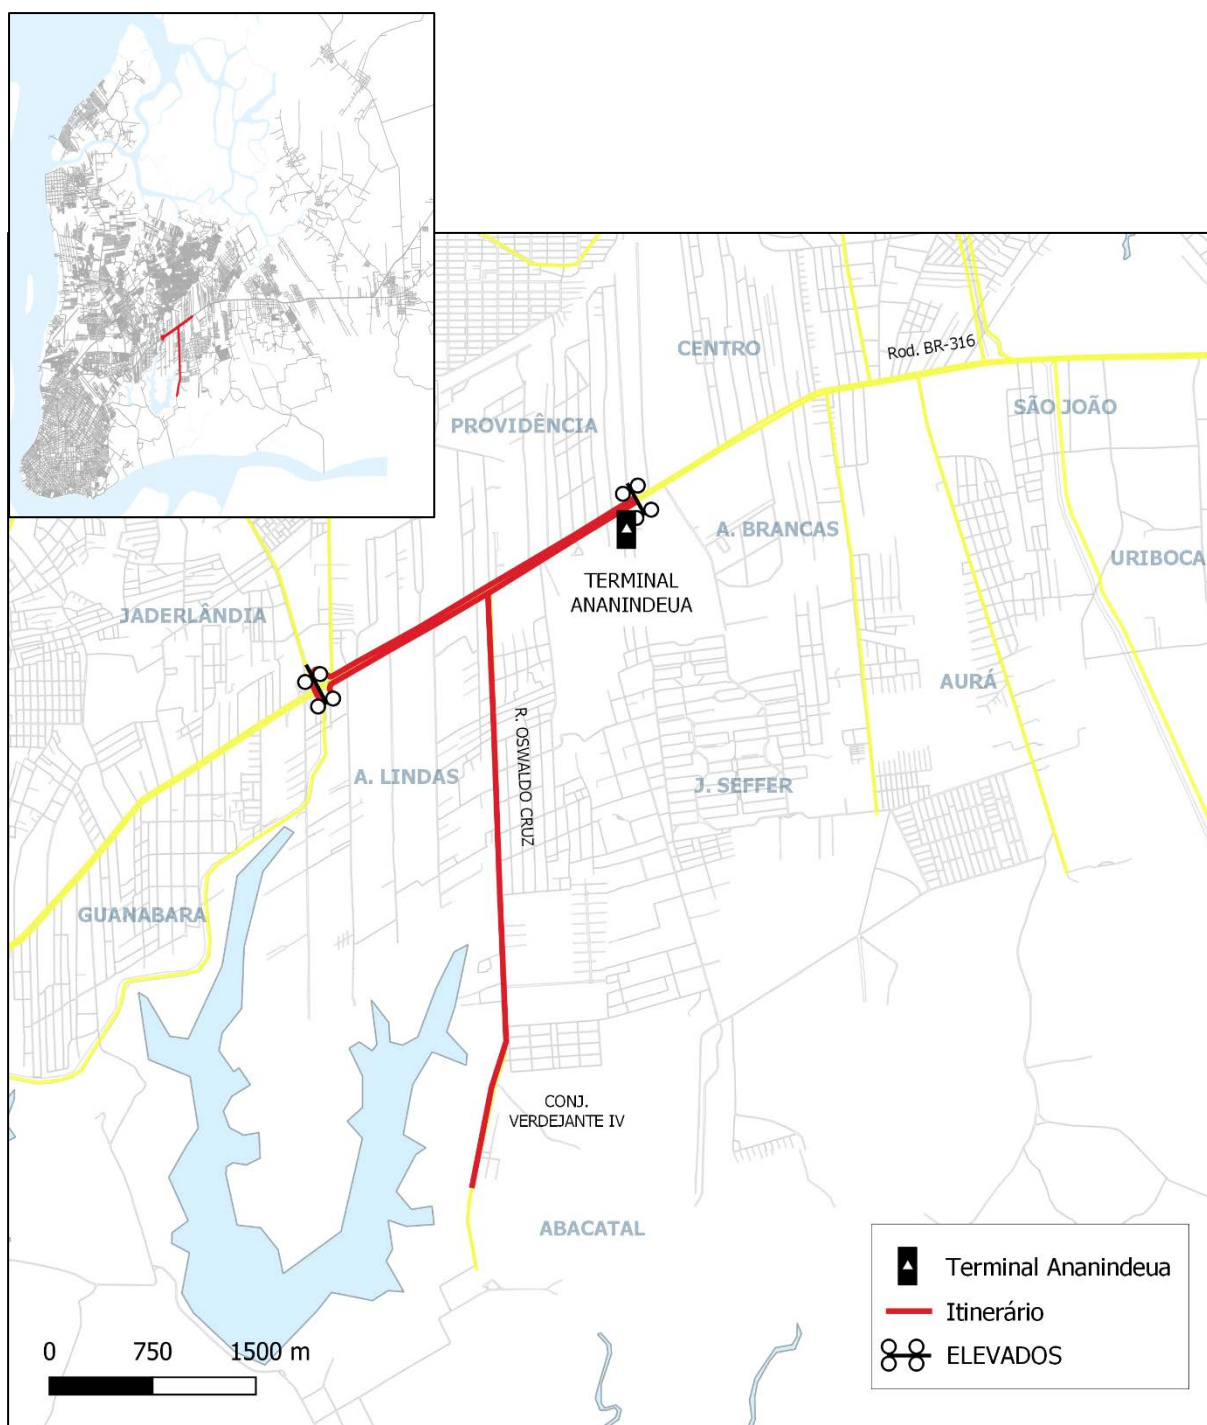 CENTRO
Rod. BR-316
SÃO JOÃO
PROVIDÊNCIA
A. BRANCAS
URIBOCA
TERMINAL
ANANINDEUA
JADERLÂNDIA
AURÁ
R. OSWALDO CRUZ
A. LINDAS
J. SEFFER
GUANABARÁ
CONJ.
VERDEJANTE IV
ABACATAL
Terminal Ananindeua
Itinerário
ELEVADOS
0 750 1500 m